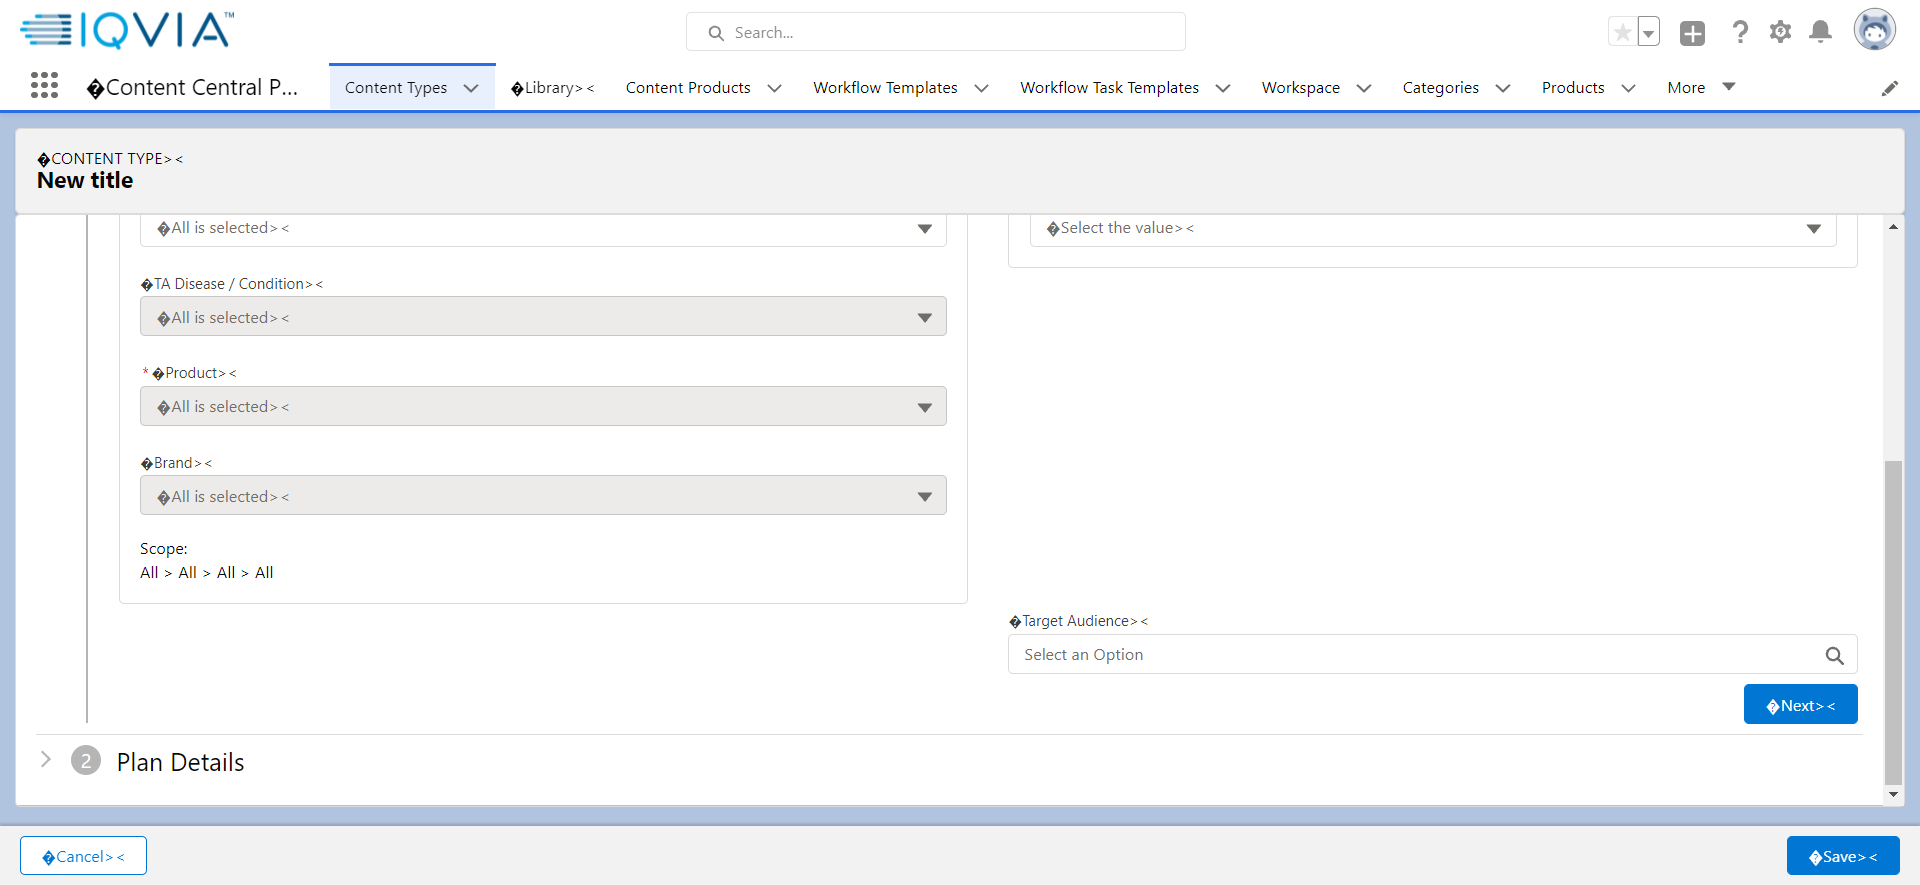 IQVIA™
Search...
�Content Central P...
Content Types
�Library><
Content Products
Workflow Templates
Workflow Task Templates
Workspace
Categories
Products
More
�CONTENT TYPE><
New title
�All is selected><
�Select the value><
�TA Disease / Condition><
�All is selected><
* �Product><
�All is selected><
�Brand><
�All is selected><
Scope:
All > All > All > All
�Target Audience><
Select an Option
�Next><
2 Plan Details
�Cancel><
�Save><